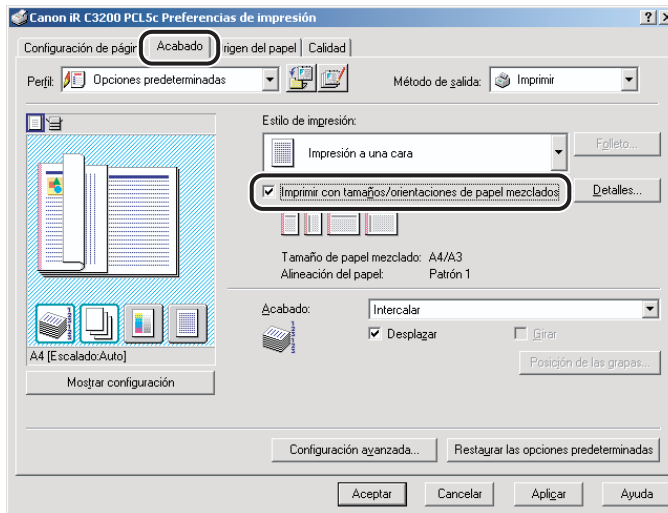 Canon iR C3200 PCL5c Preferencias de impresión
Configuración de págir Acabado rigen del papel Calidad
Perfil: Opciones predeterminadas Método de salida: Imprimir
Estilo de impresión:
Impresión a una cara Folleto...
Imprimir con tamaños/orientaciones de papel mezclados Detalles...
Tamaño de papel mezclado: A4/A3
Alineación del papel: Patrón 1
Acabado: Intercalar
Desplazar Girar
A4 [Escalado:Auto]
Posición de las grapas...
Mostrar configuración
Configuración avanzada... Restaurar las opciones predeterminadas
Aceptar Cancelar Aplicar Ayuda